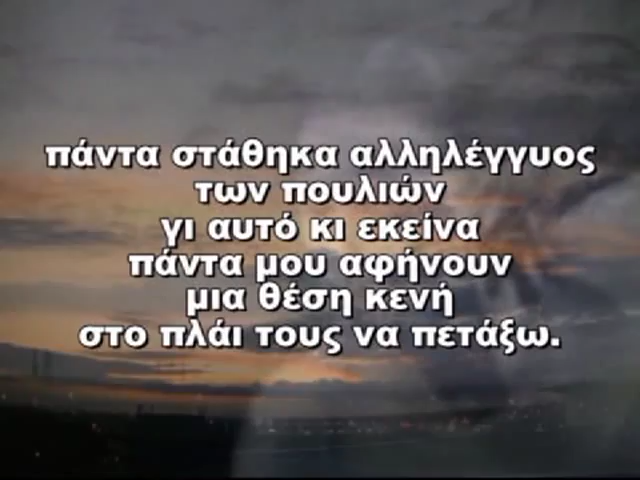 πάντα στάθηκα αλληλέγγυος
των πουλιών
γι αυτό κι εκείνα
πάντα μου αφήνουν
μια θέση κενή
στο πλάι τους να πετάξω.